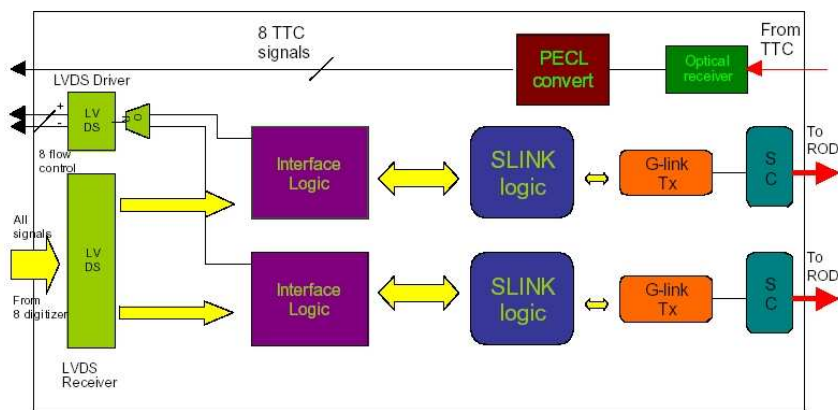 8 TTC
signals
From
TTC
PECL
convert
Optical
receiver
LVDS Driver
+
-
LV
DS
O
8 flow
control
Interface
Logic
SLINK
logic
G-link
Tx
S
C
To
ROD
All
signals
LV
DS
From
8 digitizer
Interface
Logic
SLINK
logic
G-link
Tx
S
C
To
ROD
LVDS
Receiver